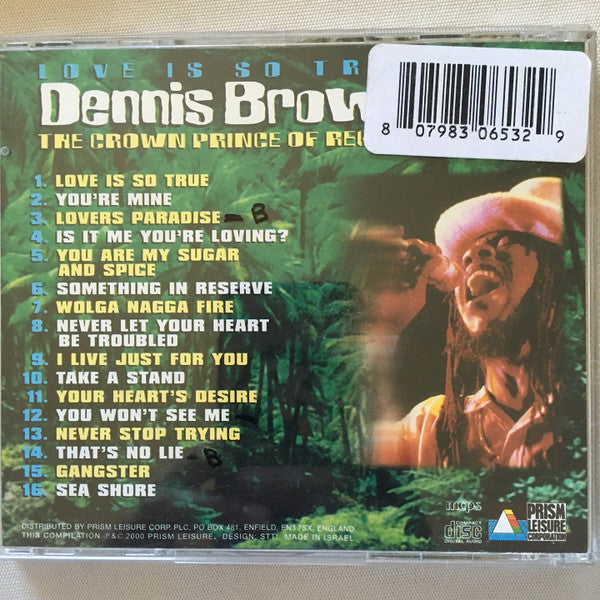 LOVE IS SO TR
Dennis Brow
THE CROWN PRINCE OF RE
8 07983 06532 9
1. LOVE IS SO TRUE
2. YOU'RE MINE
3. LOVERS PARADISE - B
4. IS IT ME YOU'RE LOVING?
5. YOU ARE MY SUGAR
AND SPICE
6. SOMETHING IN RESERVE
7. WOLGA NAGGA FIRE
8. NEVER LET YOUR HEART
BE TROUBLED
9. I LIVE JUST FOR YOU
10. TAKE A STAND
11. YOUR HEART'S DESIRE
12. YOU WON'T SEE ME
13. NEVER STOP TRYING
14. THAT'S NO LIE - B
15. GANGSTER
16. SEA SHORE
DISTRIBUTED BY PRISM LEISURE CORP PLC, PO BOX 481, ENFIELD, EN3 7SX, ENGLAND
THIS COMPILATION ℗ & © 2000 PRISM LEISURE. DESIGN: STTL MADE IN ISRAEL
mcps
COMPACT
disc
DIGITAL AUDIO
PRISM
LEISURE
CORPORATION